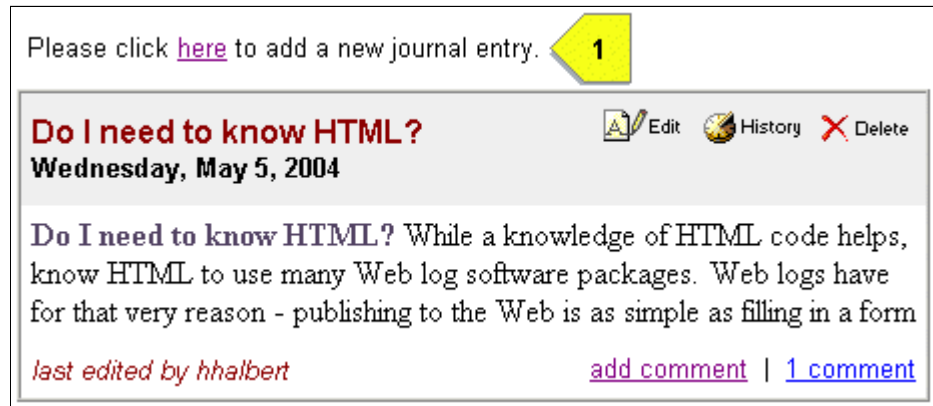 Please click here to add a new journal entry. 1
Do I need to know HTML? Edit History Delete
Wednesday, May 5, 2004
Do I need to know HTML? While a knowledge of HTML code helps,
know HTML to use many Web log software packages. Web logs have
for that very reason - publishing to the Web is as simple as filling in a form
last edited by hhalbert add comment | 1 comment